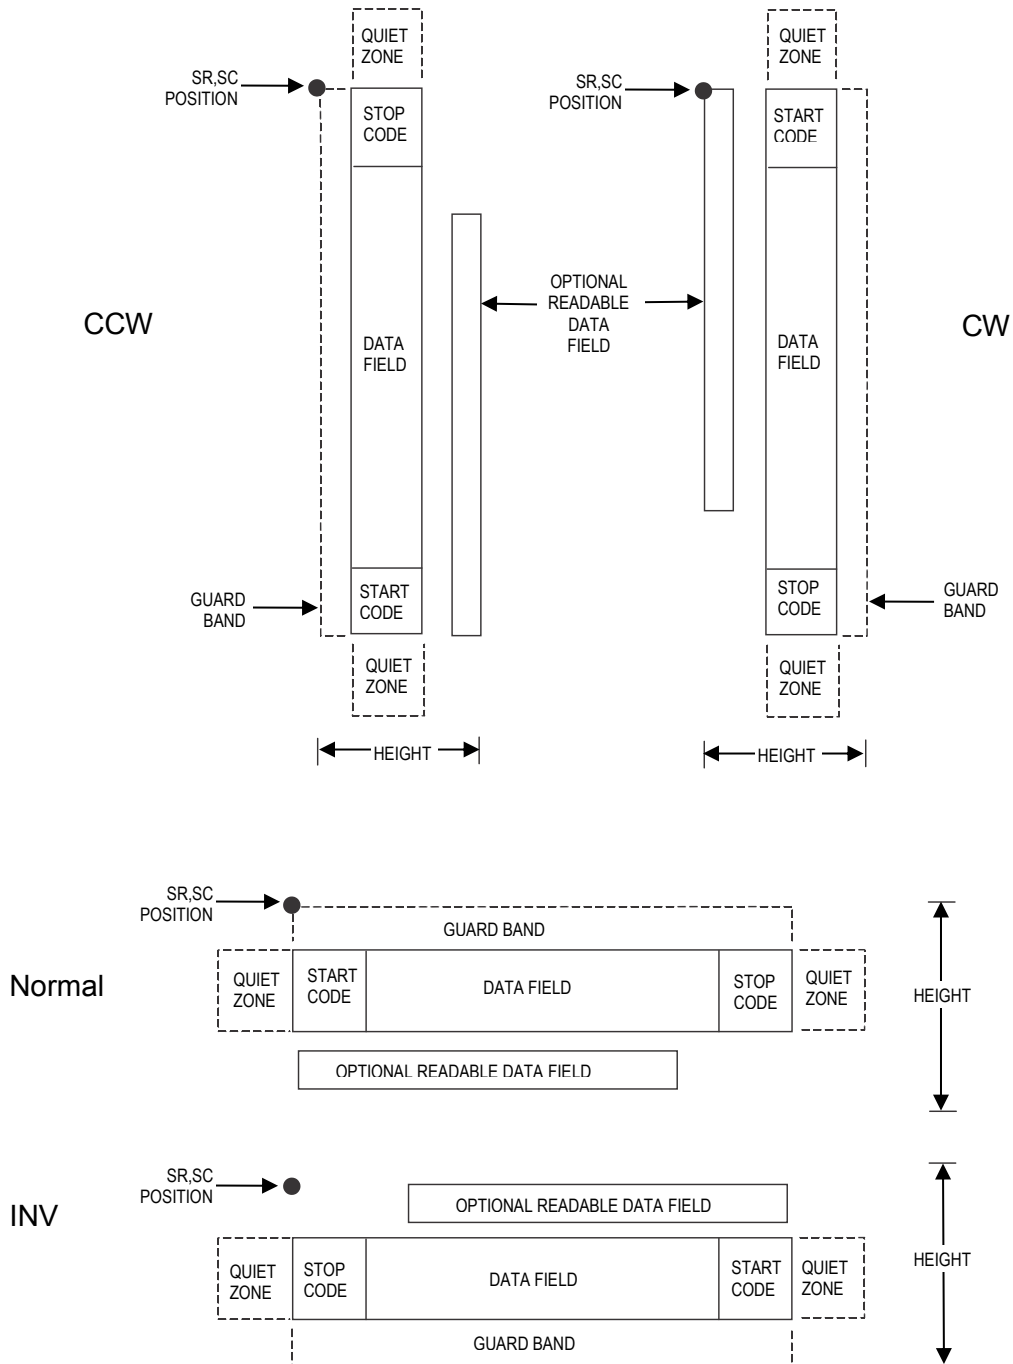 QUIET
ZONE
SR,SC
POSITION
STOP
CODE
CCW
DATA
FIELD
GUARD
BAND
START
CODE
QUIET
ZONE
HEIGHT
OPTIONAL
READABLE
DATA
FIELD
QUIET
ZONE
SR,SC
POSITION
START
CODE
DATA
FIELD
CW
STOP
CODE
GUARD
BAND
QUIET
ZONE
HEIGHT
SR,SC
POSITION
GUARD BAND
Normal
QUIET
ZONE
START
CODE
DATA FIELD
STOP
CODE
QUIET
ZONE
HEIGHT
OPTIONAL READABLE DATA FIELD
SR,SC
POSITION
INV
OPTIONAL READABLE DATA FIELD
QUIET
ZONE
STOP
CODE
DATA FIELD
START
CODE
QUIET
ZONE
HEIGHT
GUARD BAND